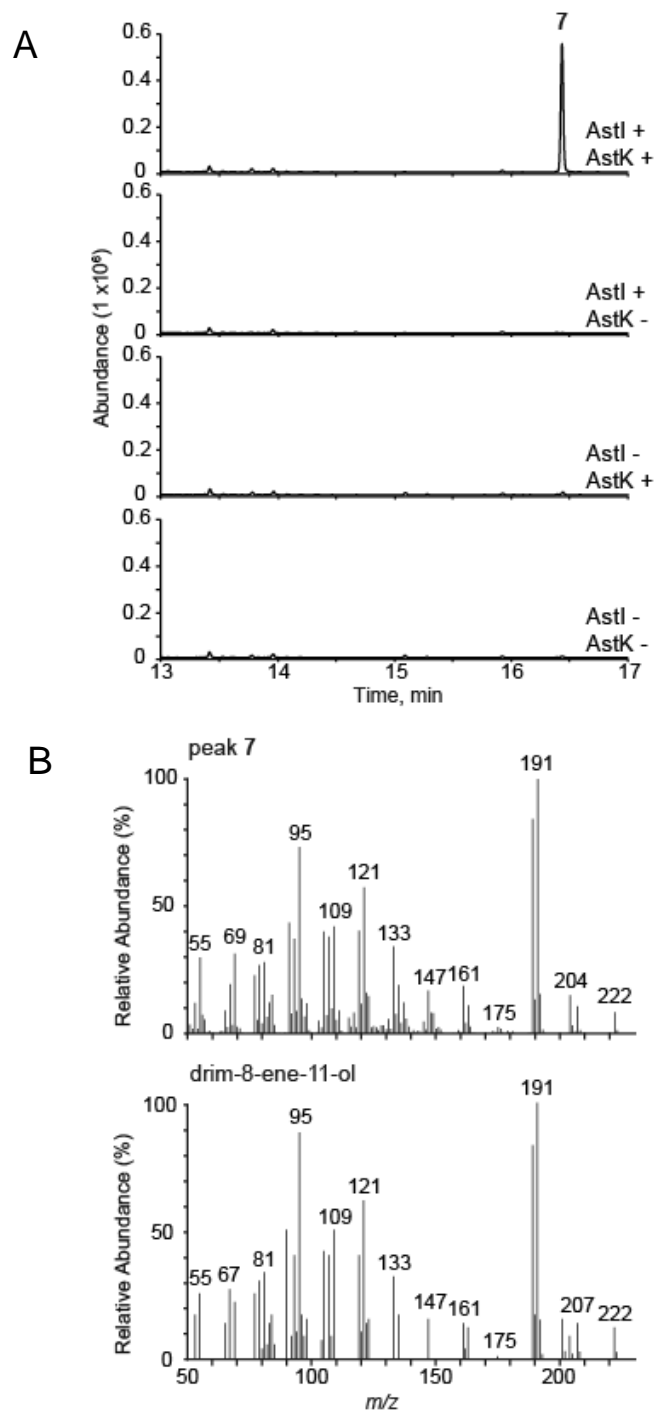 A
7
0.6
0.4
0.2
0
AstI +
AstK +
0.6
0.4
0.2
0
AstI +
AstK -
0.6
0.4
0.2
0
AstI -
AstK +
0.6
0.4
0.2
0
AstI -
AstK -
Abundance (1 x10⁶)
13 14 15 16 17
Time, min
B
peak 7
100
50
0
Relative Abundance (%)
55 69 81 95 109 121 133 147 161 175 191 204 222
drim-8-ene-11-ol
100
50
0
Relative Abundance (%)
55 67 81 95 109 121 133 147 161 175 191 207 222
50 100 150 200
m/z